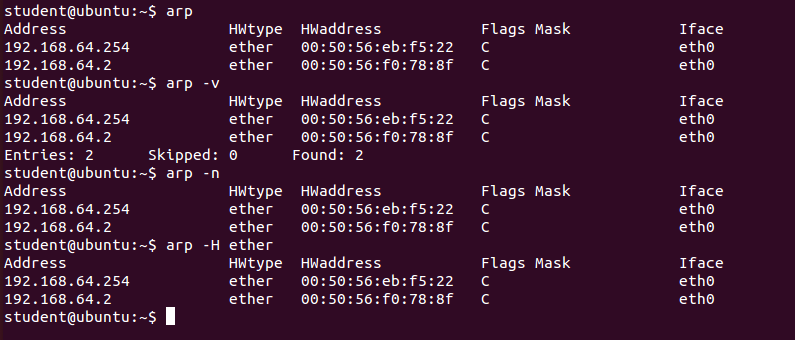 student@ubuntu:~$ arp
Address                  HWtype  HWaddress           Flags Mask            Iface
192.168.64.254           ether   00:50:56:eb:f5:22   C                     eth0
192.168.64.2             ether   00:50:56:f0:78:8f   C                     eth0
student@ubuntu:~$ arp -v
Address                  HWtype  HWaddress           Flags Mask            Iface
192.168.64.254           ether   00:50:56:eb:f5:22   C                     eth0
192.168.64.2             ether   00:50:56:f0:78:8f   C                     eth0
Entries: 2      Skipped: 0      Found: 2
student@ubuntu:~$ arp -n
Address                  HWtype  HWaddress           Flags Mask            Iface
192.168.64.254           ether   00:50:56:eb:f5:22   C                     eth0
192.168.64.2             ether   00:50:56:f0:78:8f   C                     eth0
student@ubuntu:~$ arp -H ether
Address                  HWtype  HWaddress           Flags Mask            Iface
192.168.64.254           ether   00:50:56:eb:f5:22   C                     eth0
192.168.64.2             ether   00:50:56:f0:78:8f   C                     eth0
student@ubuntu:~$